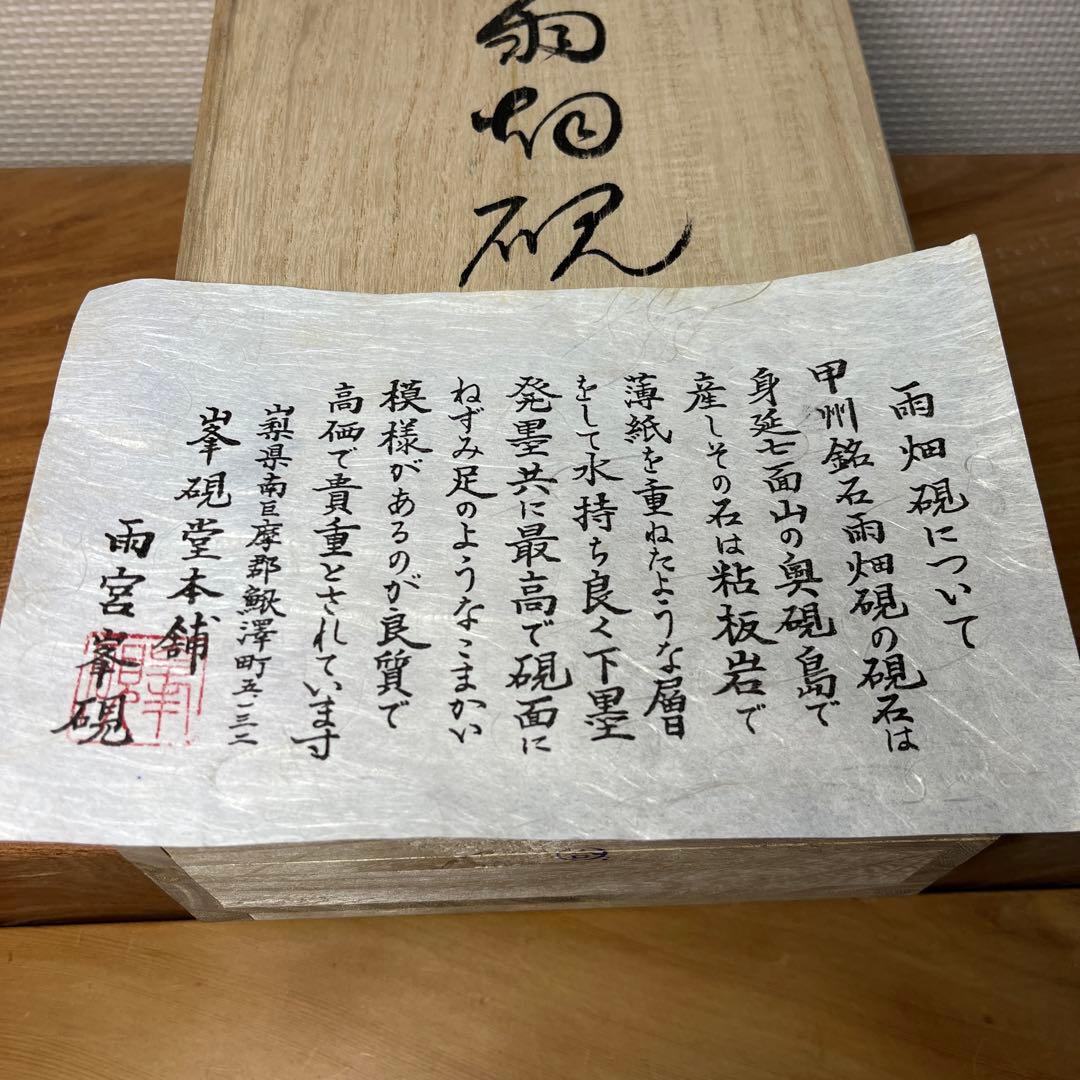 雨畑硯
雨畑硯について
甲州銘石雨畑硯の硯石は
身延七面山の奥硯島で
産しその石は粘板岩で
薄紙を重ねたような層
をして水持ち良く下墨
発墨共に最高で硯面に
ねずみ足のようなこまかい
模様があるのが良質で
高価で貴重とされています
山梨県南巨摩郡鰍澤町五一三二
峯硯堂本舗
雨宮峯硯